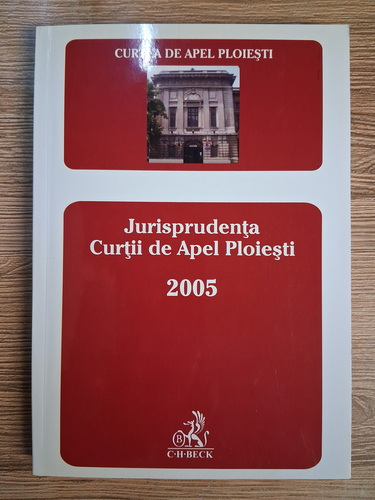 CURTEA DE APEL PLOIEŞTI
Jurisprudenţa
Curţii de Apel Ploieşti
2005
B
C·H·BECK